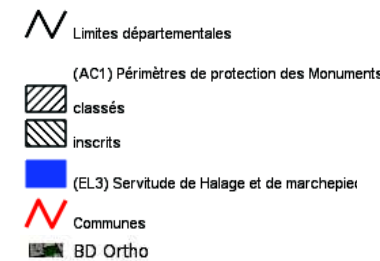 Limites départementales
(AC1) Périmètres de protection des Monuments
classés
inscrits
(EL3) Servitude de Halage et de marchepie
Communes
BD Ortho